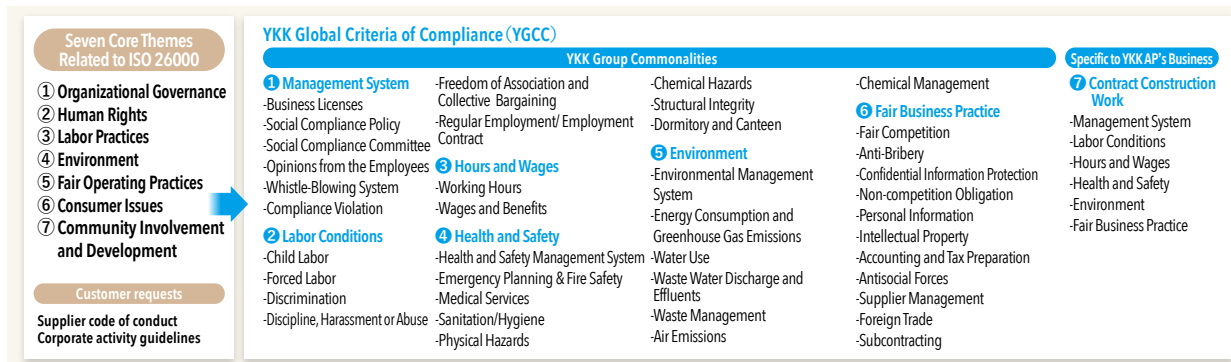 Seven Core Themes
Related to ISO 26000
① Organizational Governance
② Human Rights
③ Labor Practices
④ Environment
⑤ Fair Operating Practices
⑥ Consumer Issues
⑦ Community Involvement
and Development
Customer requests
Supplier code of conduct
Corporate activity guidelines
YKK Global Criteria of Compliance（YGCC）
YKK Group Commonalities
❶ Management System
-Business Licenses
-Social Compliance Policy
-Social Compliance Committee
-Opinions from the Employees
-Whistle-Blowing System
-Compliance Violation
❷ Labor Conditions
-Child Labor
-Forced Labor
-Discrimination
-Discipline, Harassment or Abuse
-Freedom of Association and
Collective Bargaining
-Regular Employment/ Employment
Contract
❸ Hours and Wages
-Working Hours
-Wages and Benefits
❹ Health and Safety
-Health and Safety Management System
-Emergency Planning & Fire Safety
-Medical Services
-Sanitation/Hygiene
-Physical Hazards
-Chemical Hazards
-Structural Integrity
-Dormitory and Canteen
❺ Environment
-Environmental Management
System
-Energy Consumption and
Greenhouse Gas Emissions
-Water Use
-Waste Water Discharge and
Effluents
-Waste Management
-Air Emissions
-Chemical Management
❻ Fair Business Practice
-Fair Competition
-Anti-Bribery
-Confidential Information Protection
-Non-competition Obligation
-Personal Information
-Intellectual Property
-Accounting and Tax Preparation
-Antisocial Forces
-Supplier Management
-Foreign Trade
-Subcontracting
Specific to YKK AP's Business
❼ Contract Construction
Work
-Management System
-Labor Conditions
-Hours and Wages
-Health and Safety
-Environment
-Fair Business Practice